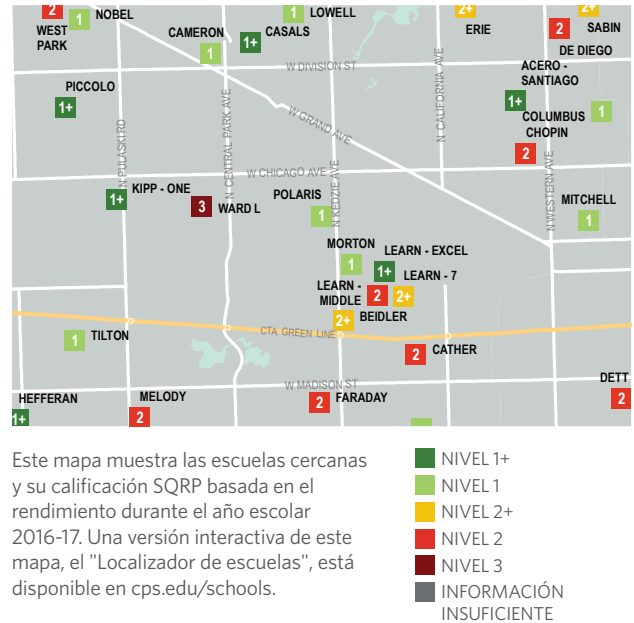 2
WEST
PARK
1
NOBEL
CAMERON
1
1+
CASALS
1
LOWELL
2+
ERIE
2
2+
SABIN
DE DIEGO
W DIVISION ST
PICCOLO
1+
ACERO -
SANTIAGO
1+
COLUMBUS
1
CHOPIN
2
N PULASKI RD
N CENTRAL PARK AVE
W GRAND AVE
N KEDZIE AVE
N CALIFORNIA AVE
N WESTERN AVE
W CHICAGO AVE
1+
KIPP - ONE
3
WARD L
POLARIS
1
MITCHELL
1
MORTON
1
LEARN - EXCEL
1+
LEARN - 7
2+
LEARN -
MIDDLE
2
2+
BEIDLER
CTA GREEN LINE
1
TILTON
2
CATHER
W MADISON ST
HEFFERAN
1+
MELODY
2
2
FARADAY
DETT
2
Este mapa muestra las escuelas cercanas
y su calificación SQRP basada en el
rendimiento durante el año escolar
2016-17. Una versión interactiva de este
mapa, el "Localizador de escuelas", está
disponible en cps.edu/schools.
NIVEL 1+
NIVEL 1
NIVEL 2+
NIVEL 2
NIVEL 3
INFORMACIÓN
INSUFICIENTE